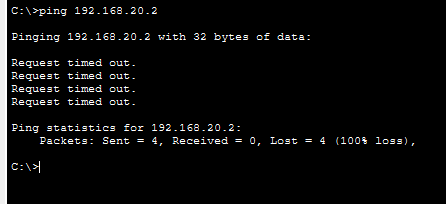 C:\>ping 192.168.20.2
Pinging 192.168.20.2 with 32 bytes of data:
Request timed out.
Request timed out.
Request timed out.
Request timed out.
Ping statistics for 192.168.20.2:
Packets: Sent = 4, Received = 0, Lost = 4 (100% loss),
C:\>